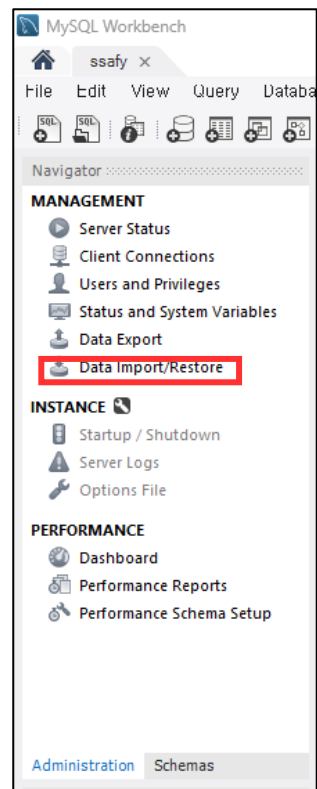 MySQL Workbench
ssafy ×
File Edit View Query Databa
SQL SQL
Navigator
MANAGEMENT
Server Status
Client Connections
Users and Privileges
Status and System Variables
Data Export
Data Import/Restore
INSTANCE
Startup / Shutdown
Server Logs
Options File
PERFORMANCE
Dashboard
Performance Reports
Performance Schema Setup
Administration Schemas